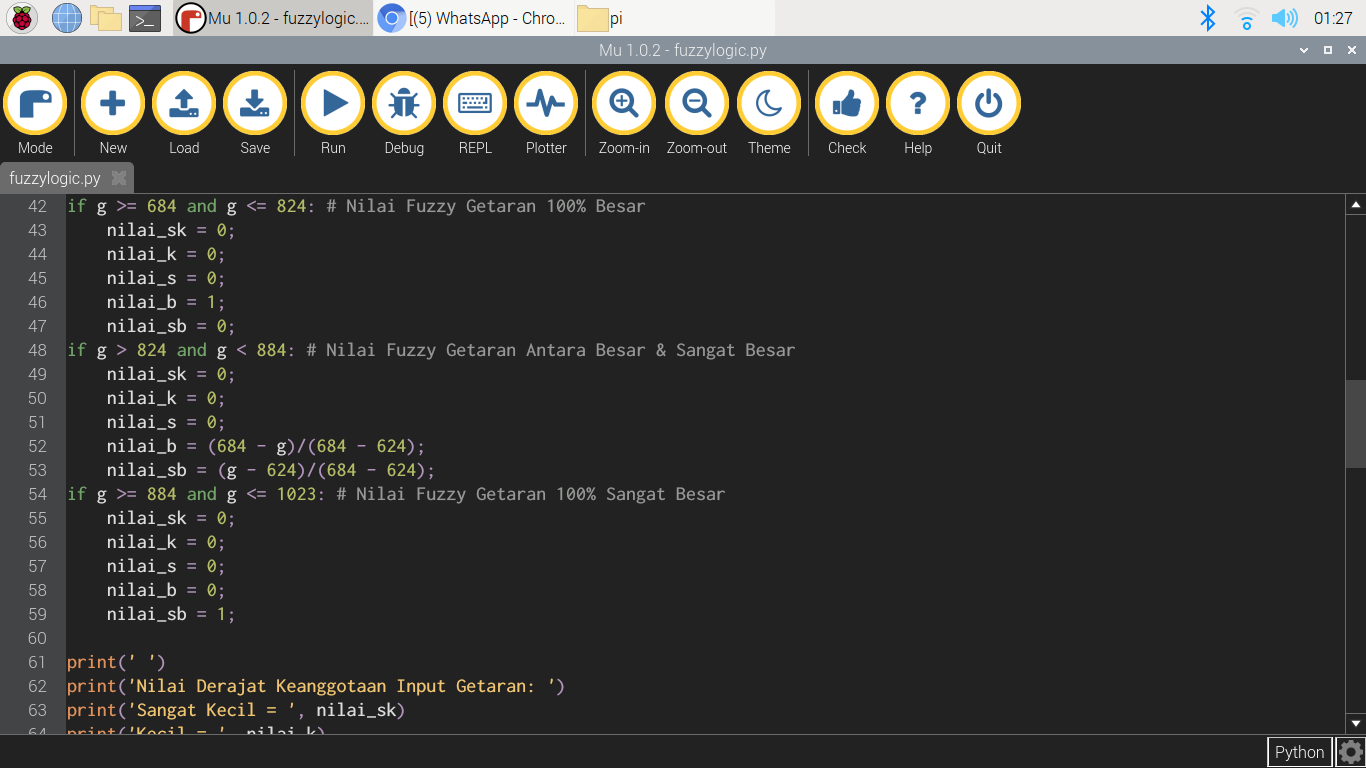 Mu 1.0.2 - fuzzylogic.... [(5) WhatsApp - Chro... pi 01:27
Mu 1.0.2 - fuzzylogic.py
Mode New Load Save Run Debug REPL Plotter Zoom-in Zoom-out Theme Check Help Quit
fuzzylogic.py
42 if g >= 684 and g <= 824: # Nilai Fuzzy Getaran 100% Besar
43     nilai_sk = 0;
44     nilai_k = 0;
45     nilai_s = 0;
46     nilai_b = 1;
47     nilai_sb = 0;
48 if g > 824 and g < 884: # Nilai Fuzzy Getaran Antara Besar & Sangat Besar
49     nilai_sk = 0;
50     nilai_k = 0;
51     nilai_s = 0;
52     nilai_b = (684 - g)/(684 - 624);
53     nilai_sb = (g - 624)/(684 - 624);
54 if g >= 884 and g <= 1023: # Nilai Fuzzy Getaran 100% Sangat Besar
55     nilai_sk = 0;
56     nilai_k = 0;
57     nilai_s = 0;
58     nilai_b = 0;
59     nilai_sb = 1;
60
61 print(' ')
62 print('Nilai Derajat Keanggotaan Input Getaran: ')
63 print('Sangat Kecil = ', nilai_sk)
64 print('Kecil = ', nilai_k)
Python